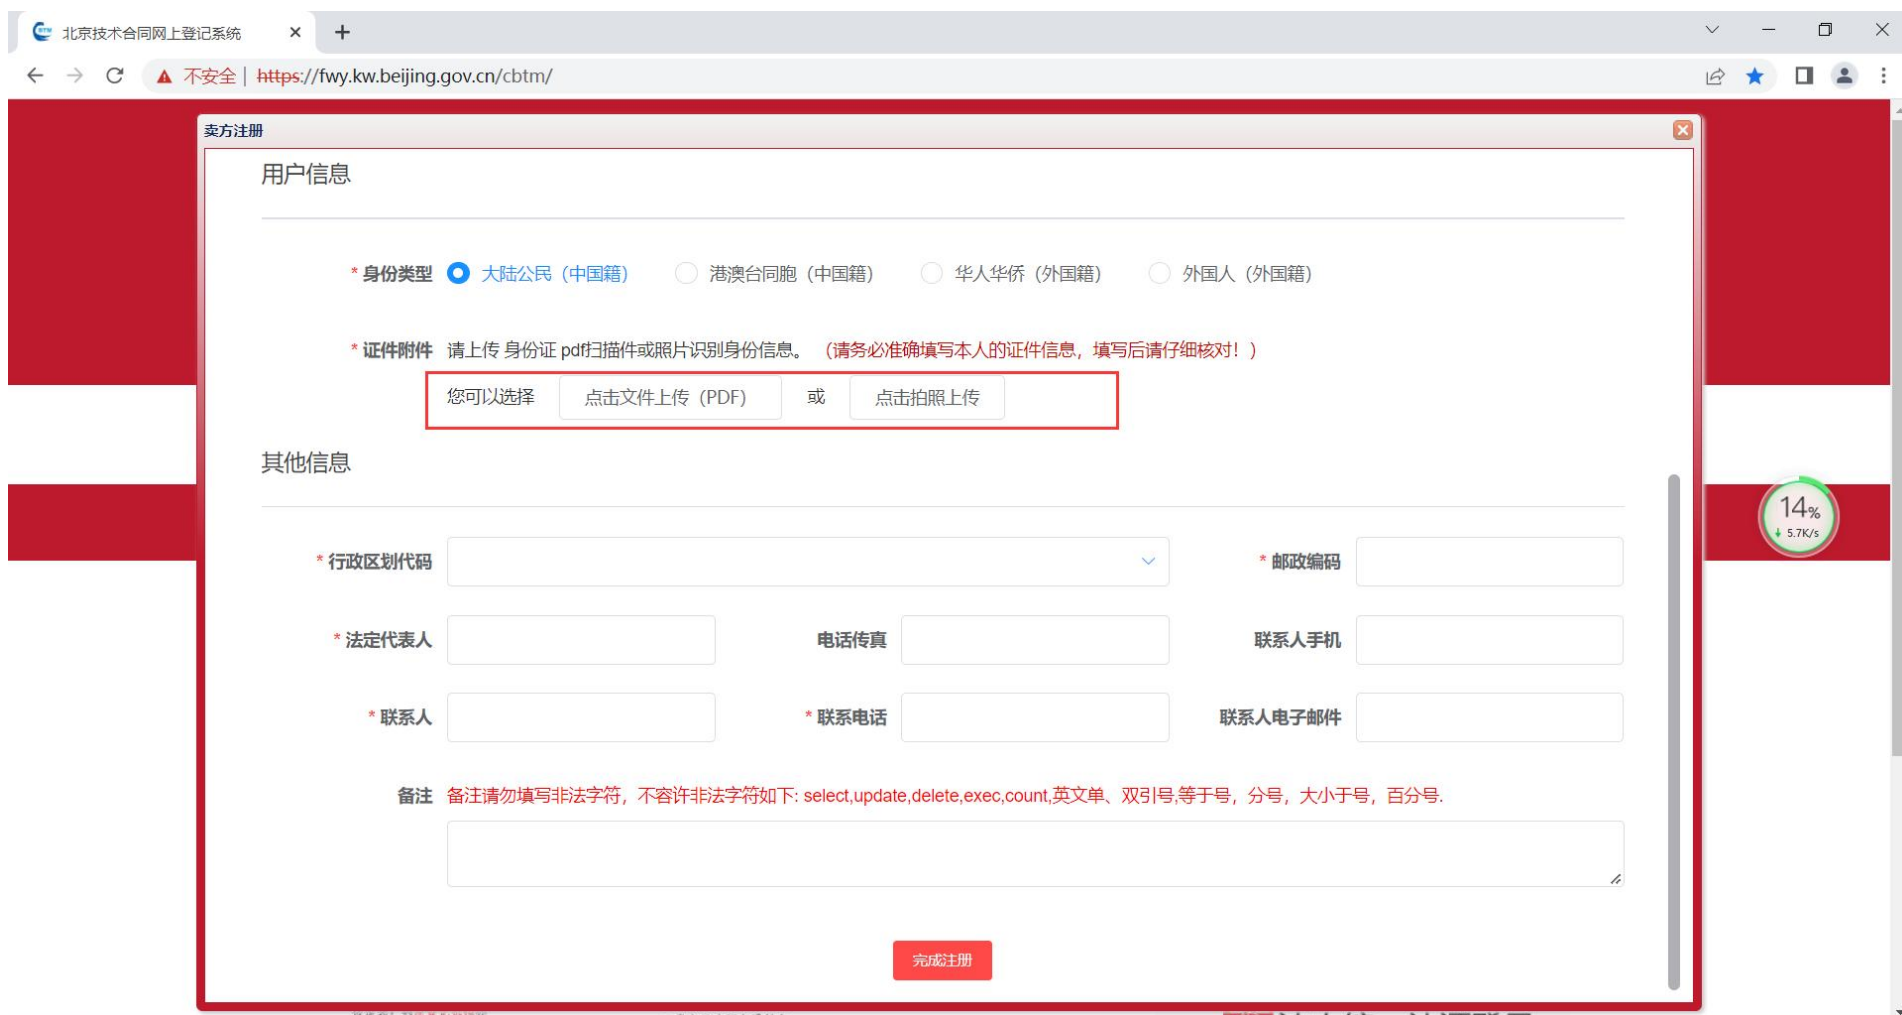 北京技术合同网上登记系统
不安全 | https://fwy.kw.beijing.gov.cn/cbtm/
卖方注册
用户信息
* 身份类型 大陆公民（中国籍） 港澳台同胞（中国籍） 华人华侨（外国籍） 外国人（外国籍）
* 证件附件 请上传 身份证 pdf扫描件或照片识别身份信息。 （请务必准确填写本人的证件信息，填写后请仔细核对！）
您可以选择 点击文件上传（PDF） 或 点击拍照上传
其他信息
14%
5.7K/s
* 行政区划代码 * 邮政编码
* 法定代表人 电话传真 联系人手机
* 联系人 * 联系电话 联系人电子邮件
备注 备注请勿填写非法字符，不容许非法字符如下: select,update,delete,exec,count,英文单、双引号,等于号，分号，大小于号，百分号.
完成注册